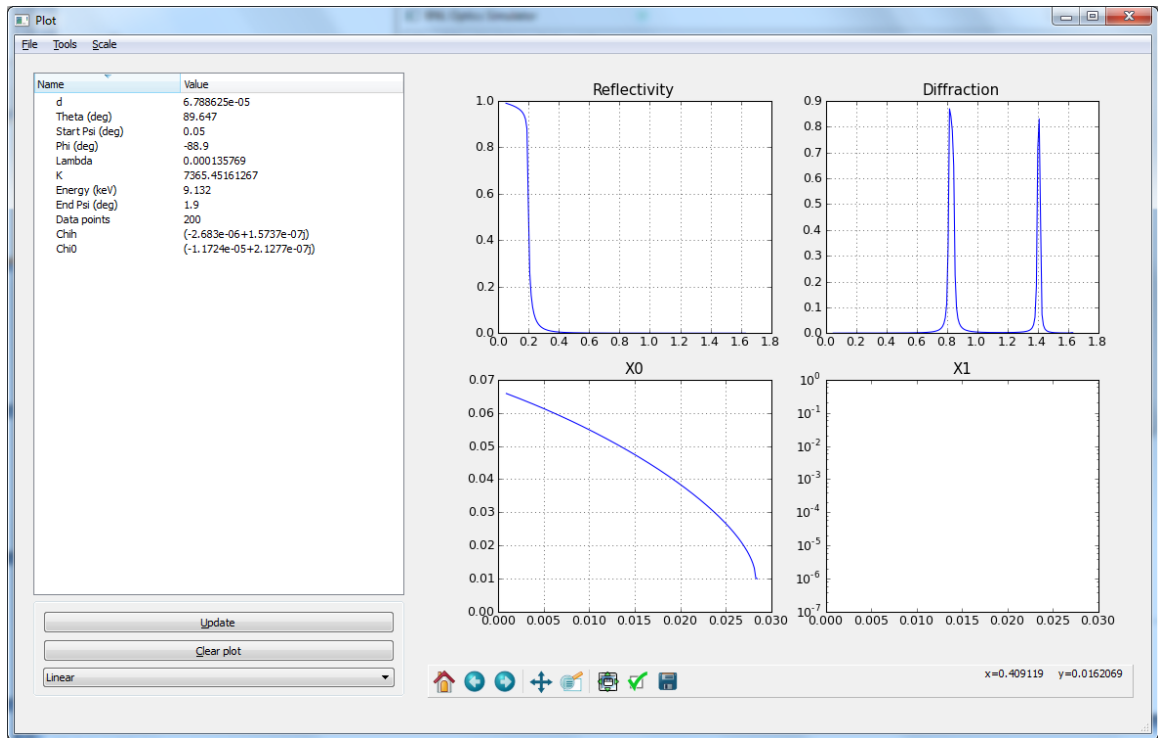 Plot
File Tools Scale
Name Value
d 6.788625e-05
Theta (deg) 89.647
Start Psi (deg) 0.05
Phi (deg) -88.9
Lambda 0.000135769
K 7365.45161267
Energy (keV) 9.132
End Psi (deg) 1.9
Data points 200
Chih (-2.683e-06+1.5737e-07j)
Chi0 (-1.1724e-05+2.1277e-07j)
Update
Clear plot
Linear
Reflectivity
1.0
0.8
0.6
0.4
0.2
0.0
0.0 0.2 0.4 0.6 0.8 1.0 1.2 1.4 1.6 1.8
Diffraction
0.9
0.8
0.7
0.6
0.5
0.4
0.3
0.2
0.1
0.0
0.0 0.2 0.4 0.6 0.8 1.0 1.2 1.4 1.6 1.8
X0
0.07
0.06
0.05
0.04
0.03
0.02
0.01
0.00
0.000 0.005 0.010 0.015 0.020 0.025 0.030
X1
10^0
10^-1
10^-2
10^-3
10^-4
10^-5
10^-6
10^-7
0.000 0.005 0.010 0.015 0.020 0.025 0.030
x=0.409119 y=0.0162069